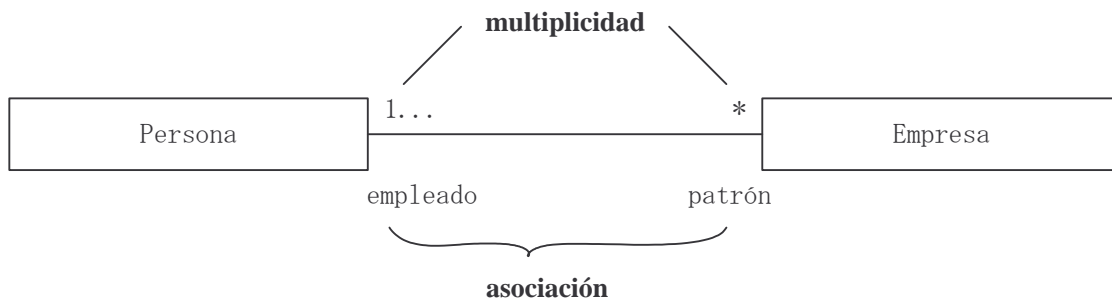 multiplicidad
1... *
Persona Empresa
empleado patrón
asociación